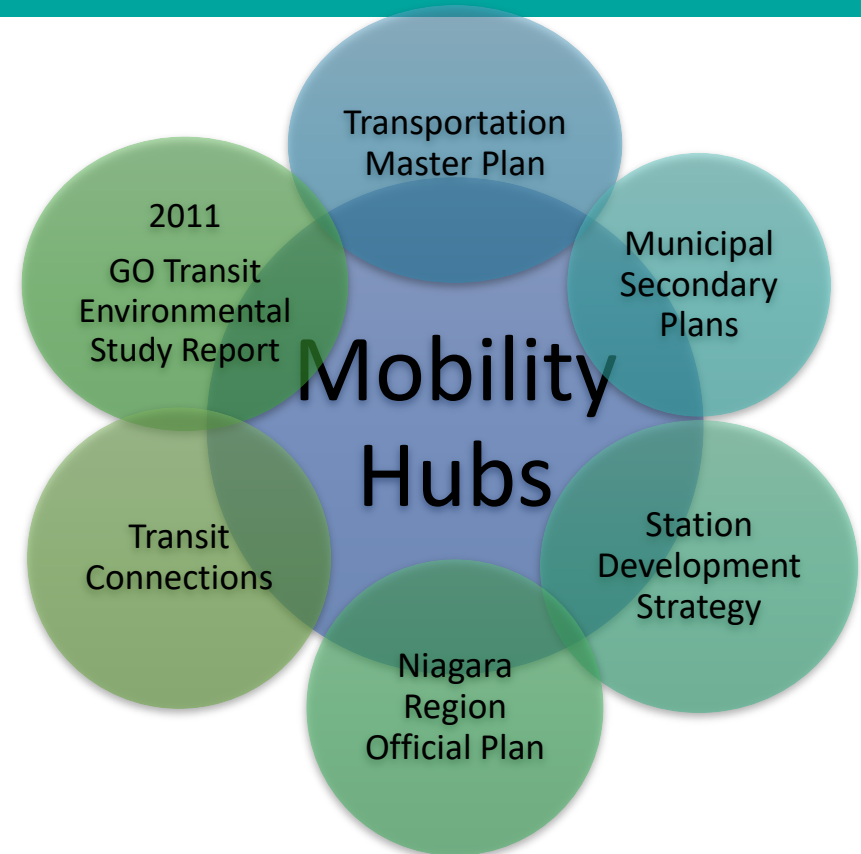 Transportation
Master Plan
Municipal
Secondary
Plans
Station
Development
Strategy
Niagara
Region
Official Plan
Transit
Connections
2011
GO Transit
Environmental
Study Report
Mobility
Hubs